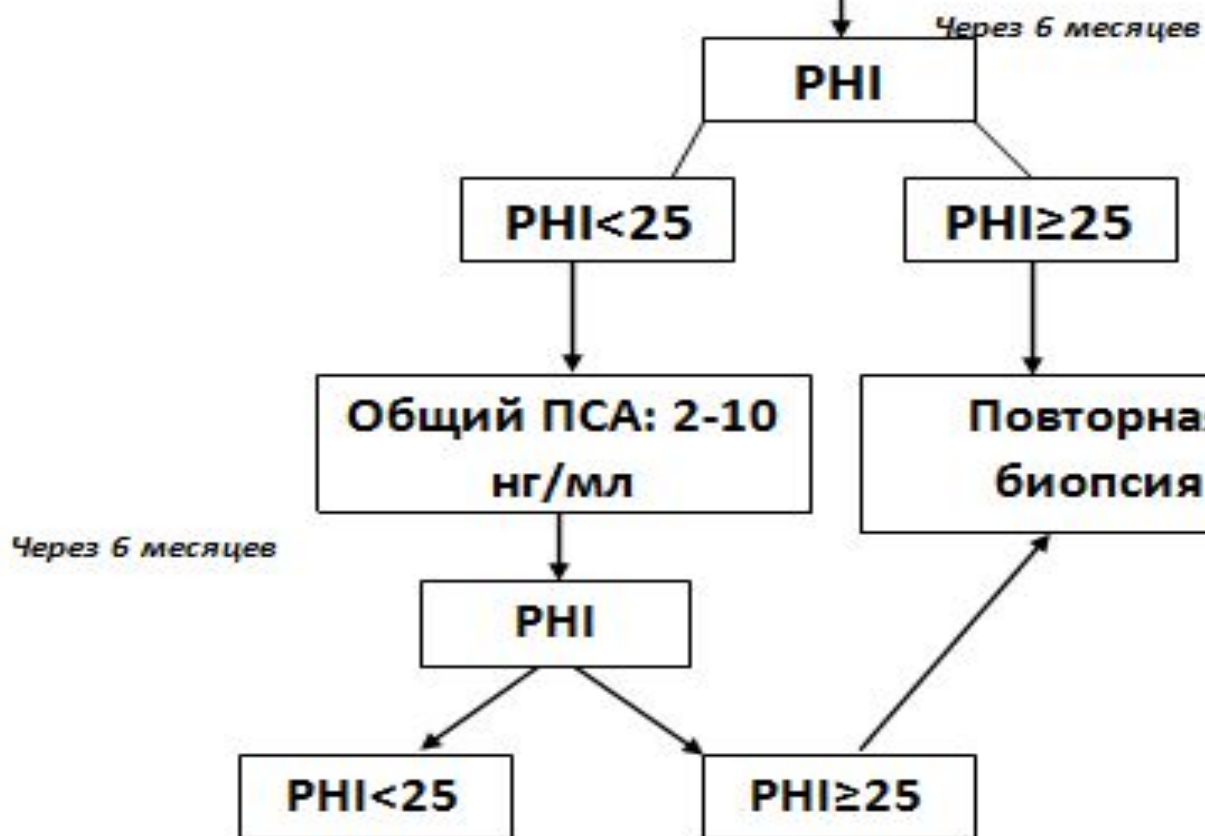 Через 6 месяцев
PHI
PHI<25
PHI≥25
Общий ПСА: 2-10
нг/мл
Повторна
биопсия
Через 6 месяцев
PHI
PHI<25
PHI≥25